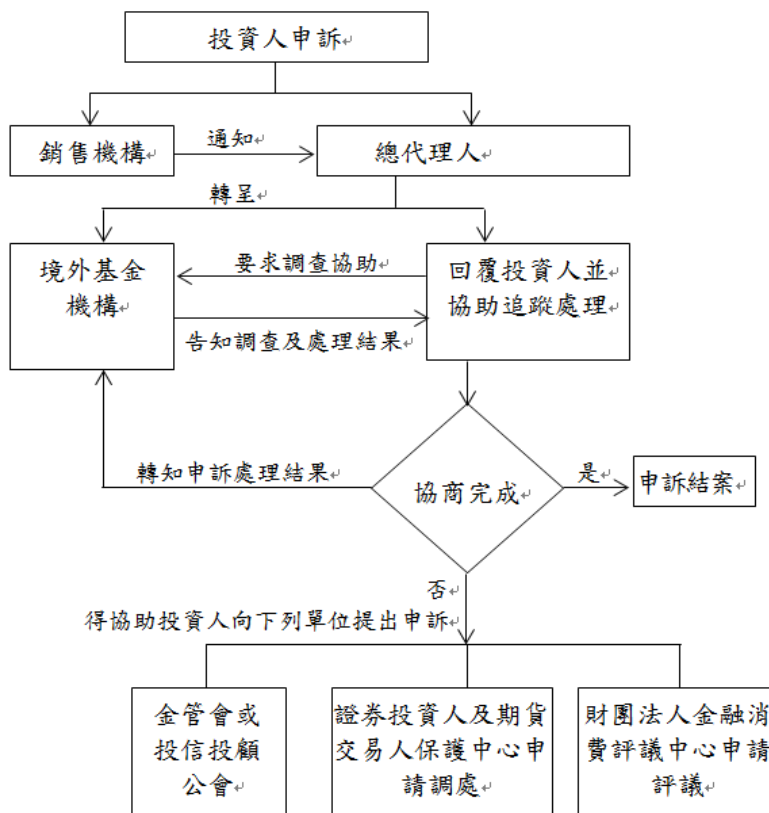 投資人申訴
銷售機構
通知
總代理人
轉呈
境外基金
機構
要求調查協助
告知調查及處理結果
回覆投資人並
協助追蹤處理
轉知申訴處理結果
協商完成
是
申訴結案
否
得協助投資人向下列單位提出申訴
金管會或
投信投顧
公會
證券投資人及期貨
交易人保護中心申
請調處
財團法人金融消
費評議中心申請
評議